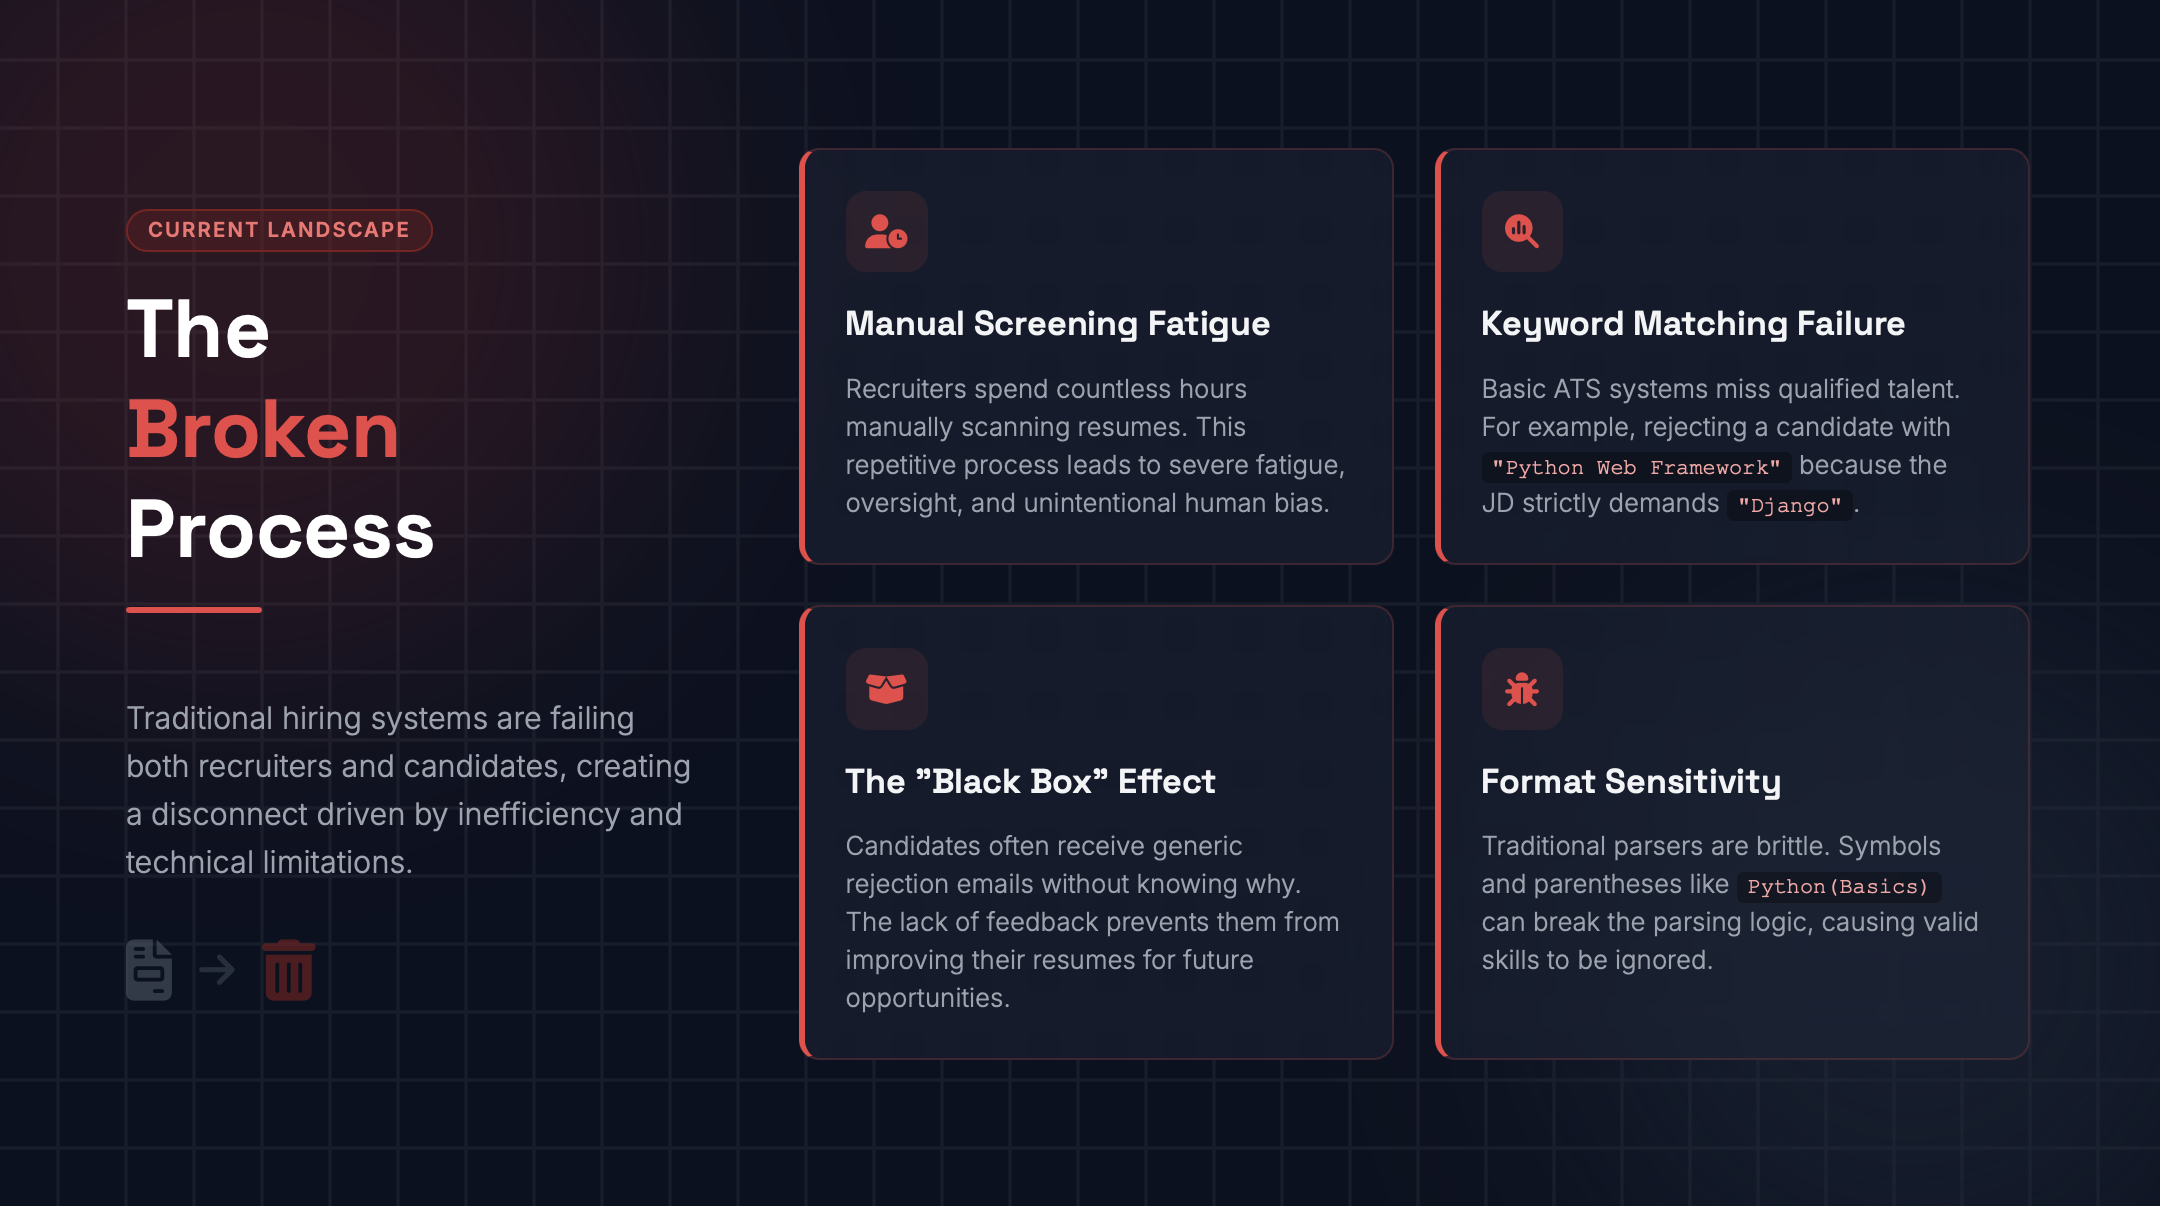 CURRENT LANDSCAPE
The
Broken
Process
Traditional hiring systems are failing
both recruiters and candidates, creating
a disconnect driven by inefficiency and
technical limitations.
Manual Screening Fatigue
Recruiters spend countless hours
manually scanning resumes. This
repetitive process leads to severe fatigue,
oversight, and unintentional human bias.
Keyword Matching Failure
Basic ATS systems miss qualified talent.
For example, rejecting a candidate with
"Python Web Framework" because the
JD strictly demands "Django".
The ”Black Box” Effect
Candidates often receive generic
rejection emails without knowing why.
The lack of feedback prevents them from
improving their resumes for future
opportunities.
Format Sensitivity
Traditional parsers are brittle. Symbols
and parentheses like Python(Basics)
can break the parsing logic, causing valid
skills to be ignored.